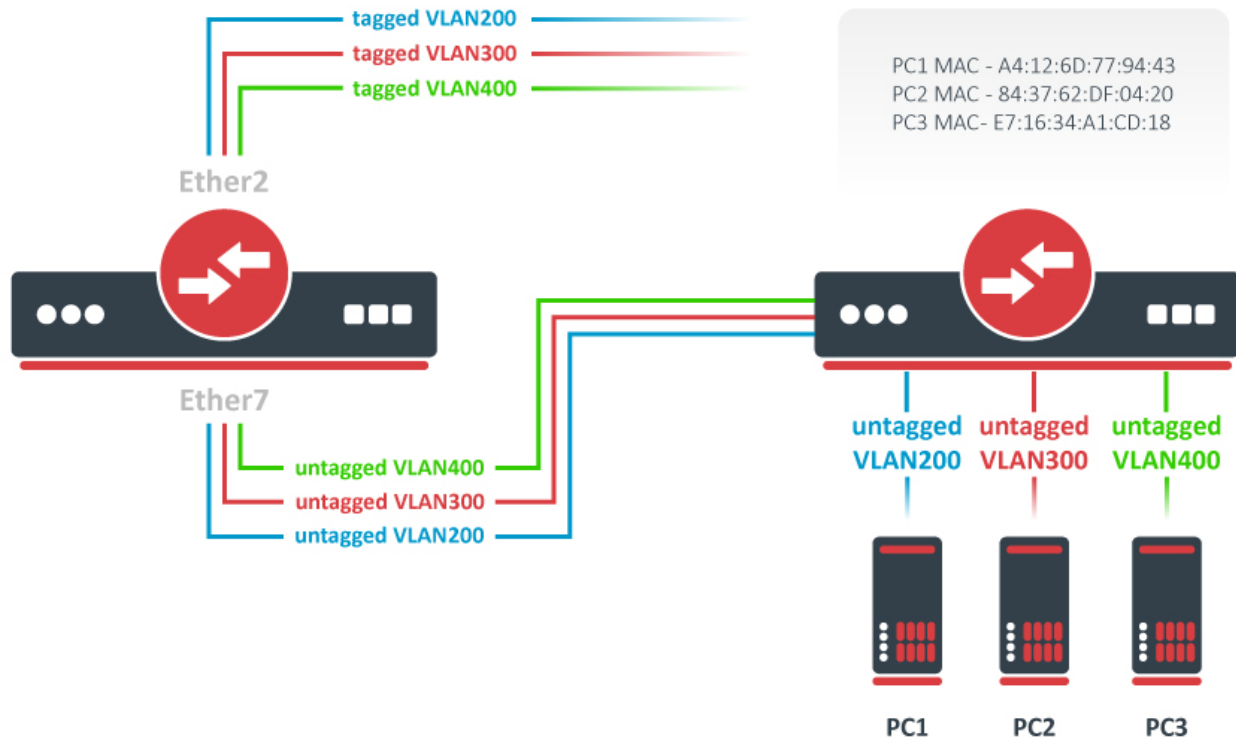 tagged VLAN200
tagged VLAN300
tagged VLAN400
PC1 MAC - A4:12:6D:77:94:43
PC2 MAC - 84:37:62:DF:04:20
PC3 MAC- E7:16:34:A1:CD:18
Ether2
Ether7
untagged VLAN400
untagged VLAN300
untagged VLAN200
untagged
VLAN200
untagged
VLAN300
untagged
VLAN400
PC1
PC2
PC3